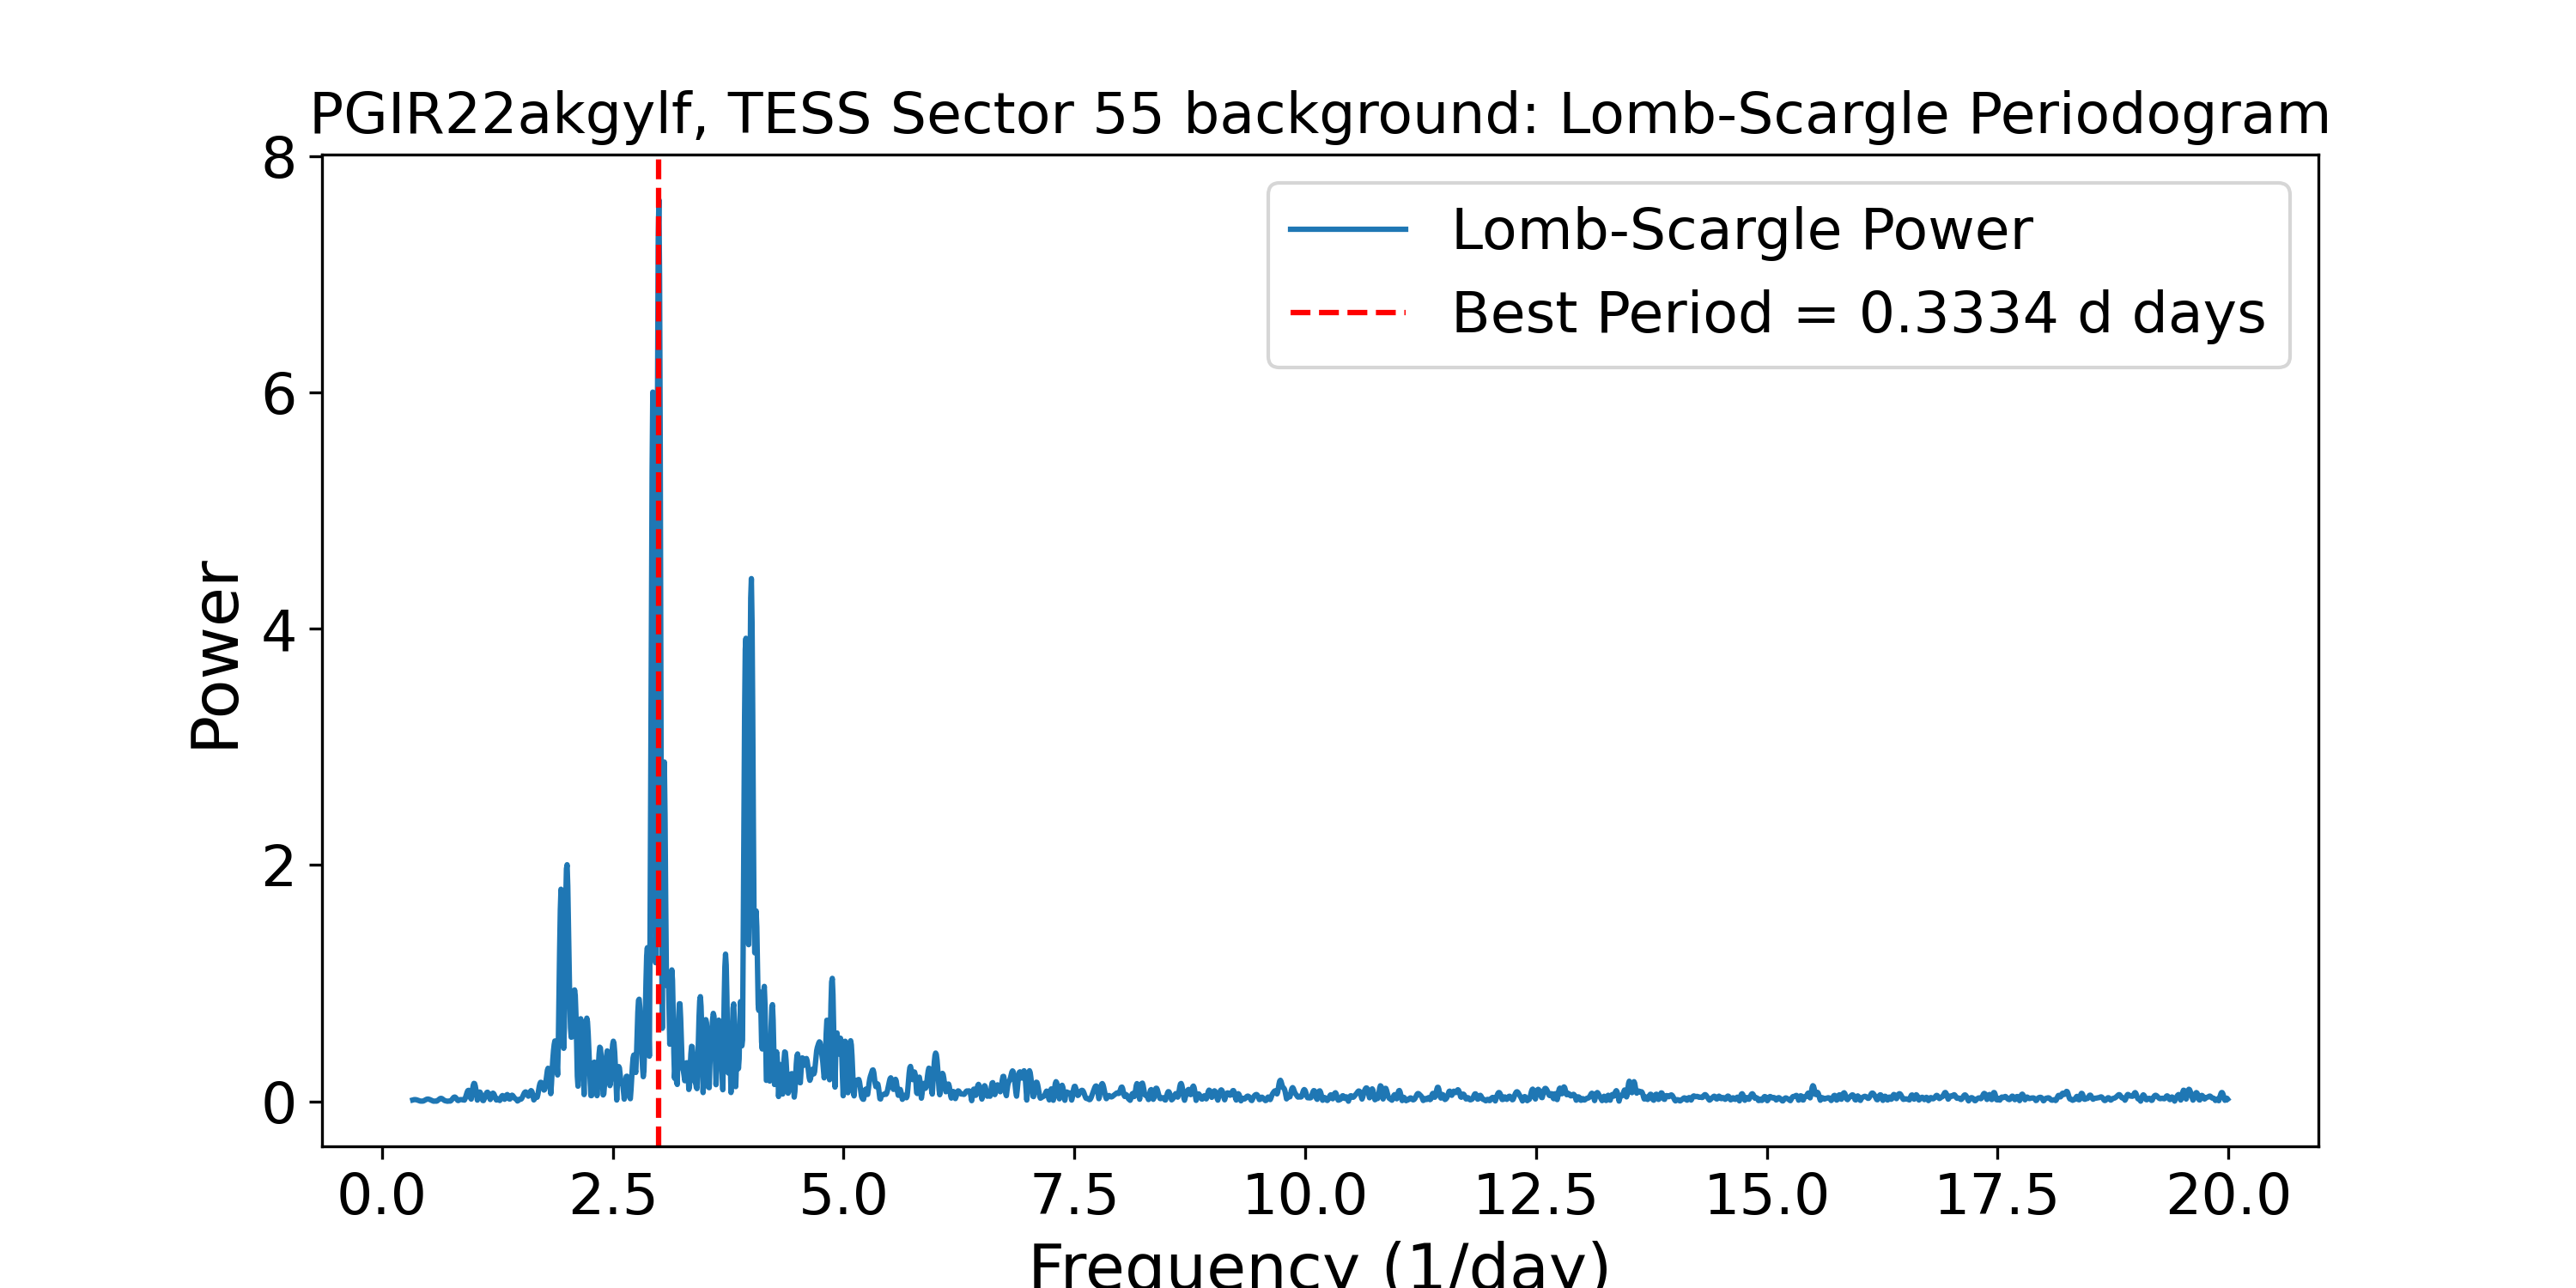 PGIR22akgylf, TESS Sector 55 background: Lomb-Scargle Periodogram
Lomb-Scargle Power
Best Period = 0.3334 d days
Power
8
6
4
2
0
0.0 2.5 5.0 7.5 10.0 12.5 15.0 17.5 20.0
Frequency (1/day)